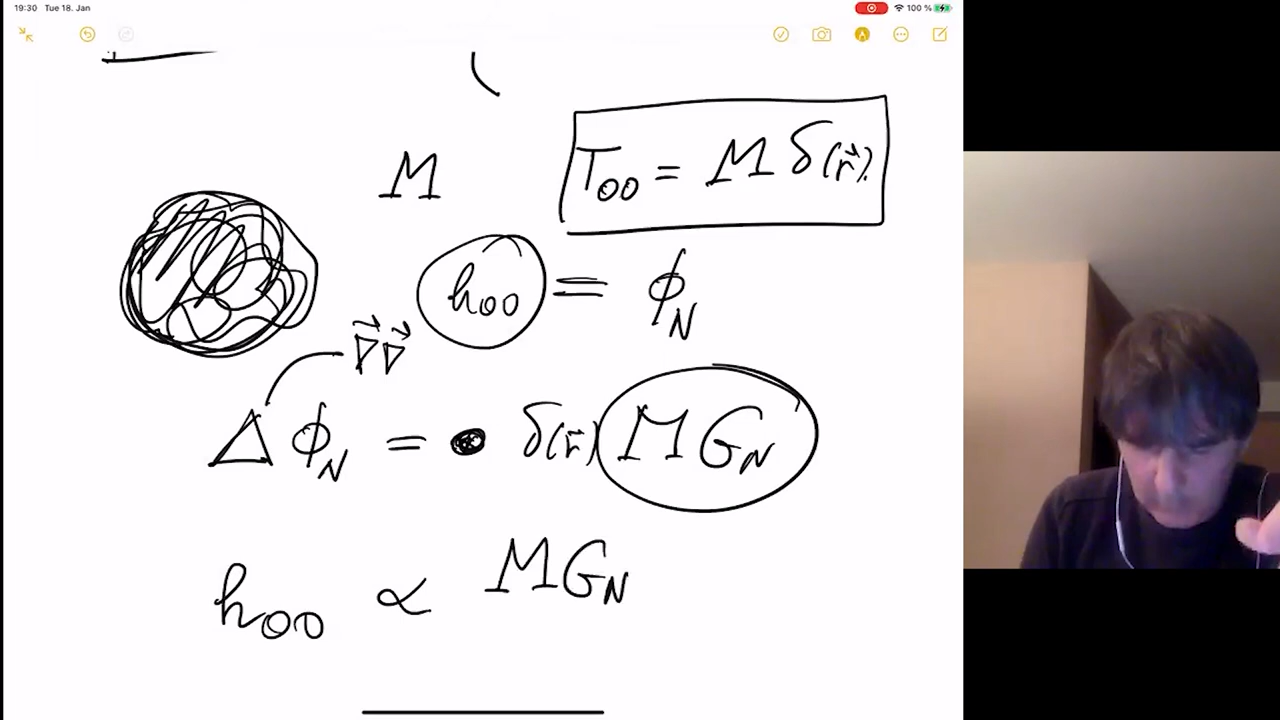 19:30 Tue 18. Jan
100 %
M
T₀₀ = M δ(r⃗).
h₀₀ = ϕ_N
∇⃗∇⃗
Δ ϕ_N = δ(r⃗) M G_N
h₀₀ ∝ M G_N